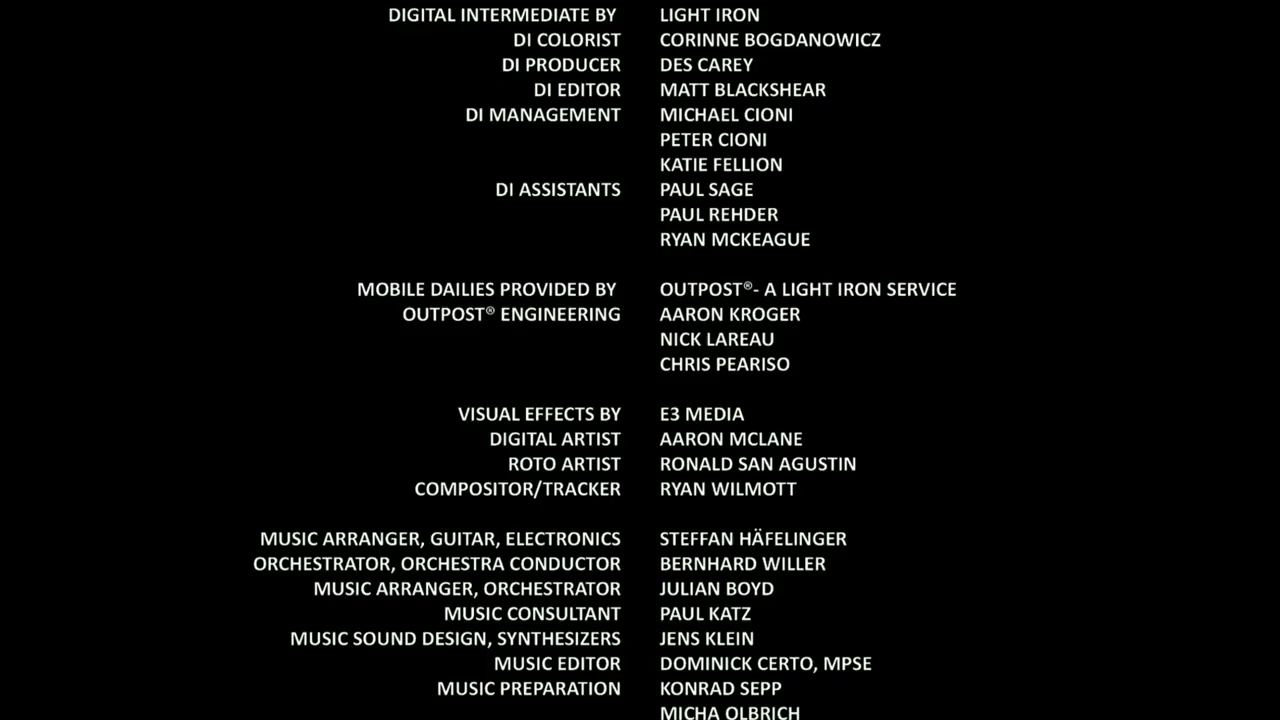 DIGITAL INTERMEDIATE BY LIGHT IRON
DI COLORIST CORINNE BOGDANOWICZ
DI PRODUCER DES CAREY
DI EDITOR MATT BLACKSHEAR
DI MANAGEMENT MICHAEL CIONI
PETER CIONI
KATIE FELLION
DI ASSISTANTS PAUL SAGE
PAUL REHDER
RYAN MCKEAGUE
MOBILE DAILIES PROVIDED BY OUTPOST®- A LIGHT IRON SERVICE
OUTPOST® ENGINEERING AARON KROGER
NICK LAREAU
CHRIS PEARISO
VISUAL EFFECTS BY E3 MEDIA
DIGITAL ARTIST AARON MCLANE
ROTO ARTIST RONALD SAN AGUSTIN
COMPOSITOR/TRACKER RYAN WILMOTT
MUSIC ARRANGER, GUITAR, ELECTRONICS STEFFAN HÄFELINGER
ORCHESTRATOR, ORCHESTRA CONDUCTOR BERNHARD WILLER
MUSIC ARRANGER, ORCHESTRATOR JULIAN BOYD
MUSIC CONSULTANT PAUL KATZ
MUSIC SOUND DESIGN, SYNTHESIZERS JENS KLEIN
MUSIC EDITOR DOMINICK CERTO, MPSE
MUSIC PREPARATION KONRAD SEPP
MICHA OLBRICH